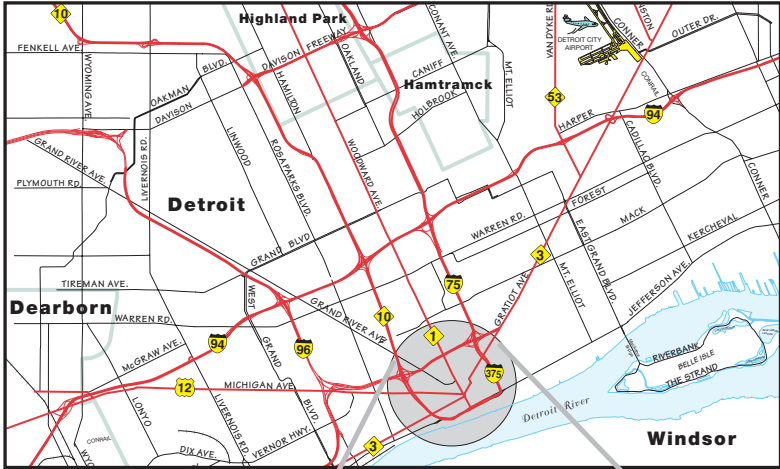 10
Highland Park
FENKELL AVE.
WYOMING AVE.
OAKMAN BLVD.
DAVISON
DAVISON FREEWAY
HAMILTON
OAKLAND
CONANT AVE.
CANIFF
HOLBROOK
Hamtramck
MT. ELLIOT
VAN DYKE RD.
DETROIT CITY
AIRPORT
CONNER
OUTER DR.
CONRAIL
53
HARPER
94
CADILLAC BLVD.
CONNER
LIVERNOIS RD.
GRAND RIVER AVE.
LINWOOD
ROSA PARKS BLVD.
WOODWARD AVE.
PLYMOUTH RD.
Detroit
GRAND BLVD
WARREN RD.
FOREST
MACK
KERCHEVAL
EAST GRAND BLVD.
MT. ELLIOT
JEFFERSON AVE.
3
GRATIOT AVE
75
TIREMAN AVE.
Dearborn
WARREN RD.
WEST GRAND BLVD.
GRAND RIVER AVE
10
1
94
96
McGRAW AVE.
12
MICHIGAN AVE
375
RIVERBANK
BELLE ISLE
THE STRAND
Detroit River
LONYO
LIVERNOIS RD.
VERNOR HWY.
DIX AVE.
CONRAIL
3
Windsor